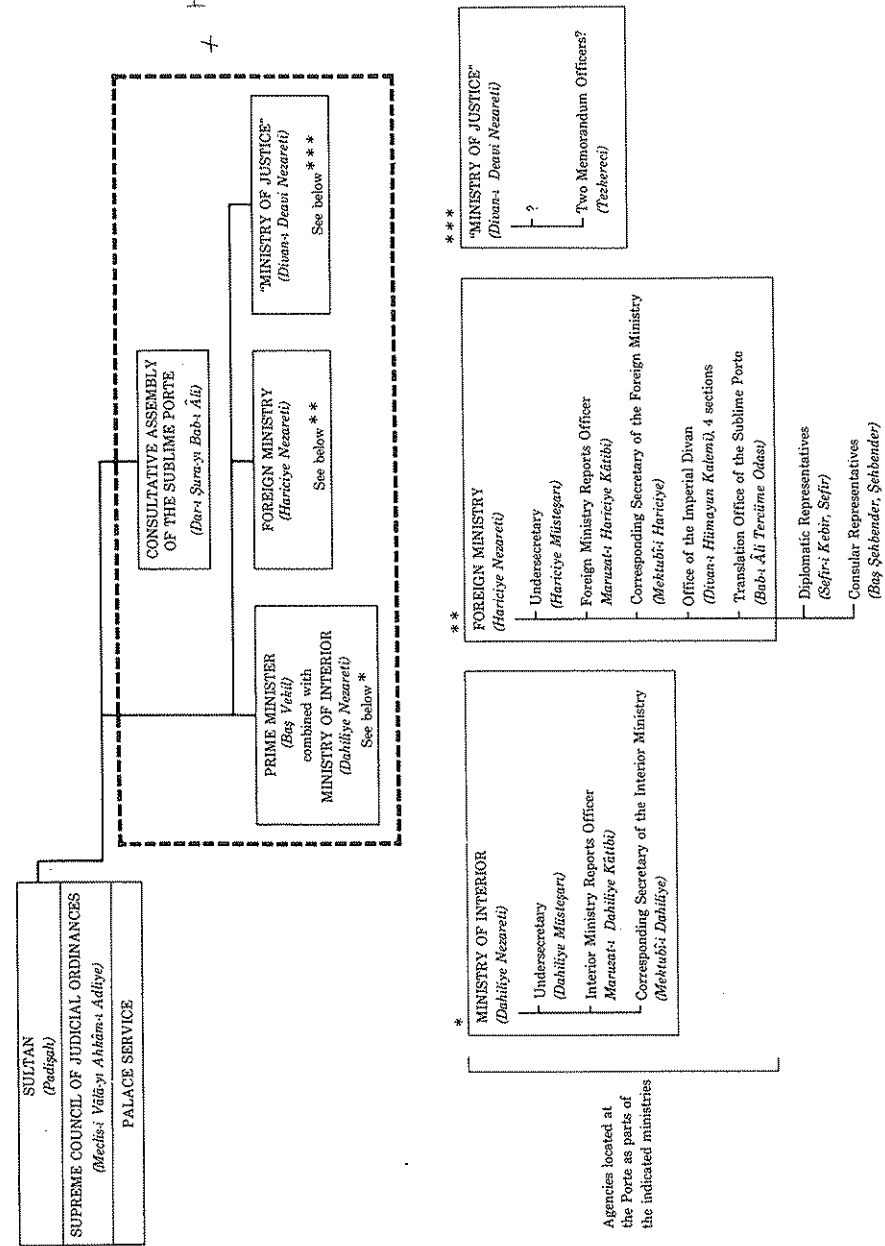 SULTAN
(Padişah)
SUPREME COUNCIL OF JUDICIAL ORDINANCES
(Meclis-i Vâlâ-yı Ahkâm-ı Adliye)
PALACE SERVICE
CONSULTATIVE ASSEMBLY
OF THE SUBLIME PORTE
(Dar-ı Şura-yı Bab-ı Âli)
PRIME MINISTER
(Baş Vekil)
combined with
MINISTRY OF INTERIOR
(Dahiliye Nezareti)
See below *
FOREIGN MINISTRY
(Hariciye Nezareti)
See below * *
"MINISTRY OF JUSTICE"
(Divan-ı Deavi Nezareti)
See below * * *
+
Agencies located at
the Porte as parts of
the indicated ministries
*
MINISTRY OF INTERIOR
(Dahiliye Nezareti)
Undersecretary
(Dahiliye Müsteşarı)
Interior Ministry Reports Officer
Maruzat-ı Dahiliye Kâtibi)
Corresponding Secretary of the Interior Ministry
(Mektubî-i Dahiliye)
* *
FOREIGN MINISTRY
(Hariciye Nezareti)
Undersecretary
(Hariciye Müsteşarı)
Foreign Ministry Reports Officer
Maruzat-ı Hariciye Kâtibi)
Corresponding Secretary of the Foreign Ministry
(Mektubî-i Hariciye)
Office of the Imperial Divan
(Divan-ı Hümayun Kalemi), 4 sections
Translation Office of the Sublime Porte
(Bab-ı Âli Tercüme Odası)
Diplomatic Representatives
(Sefir-i Kebir, Sefir)
Consular Representatives
(Baş Şehbender, Şehbender)
* * *
"MINISTRY OF JUSTICE"
(Divan-ı Deavi Nezareti)
?
Two Memorandum Officers?
(Tezkereci)